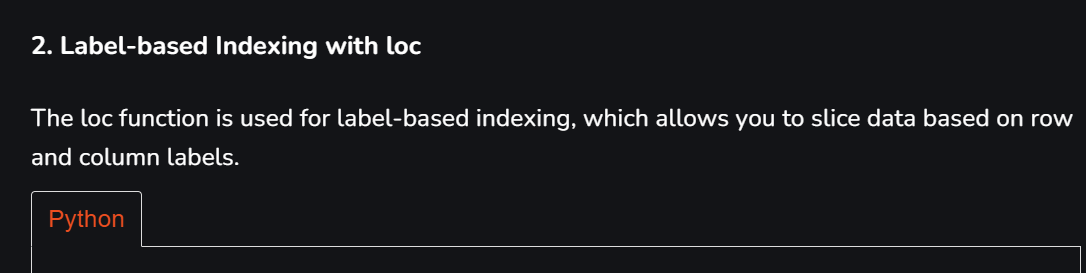 2. Label-based Indexing with loc
The loc function is used for label-based indexing, which allows you to slice data based on row
and column labels.
Python